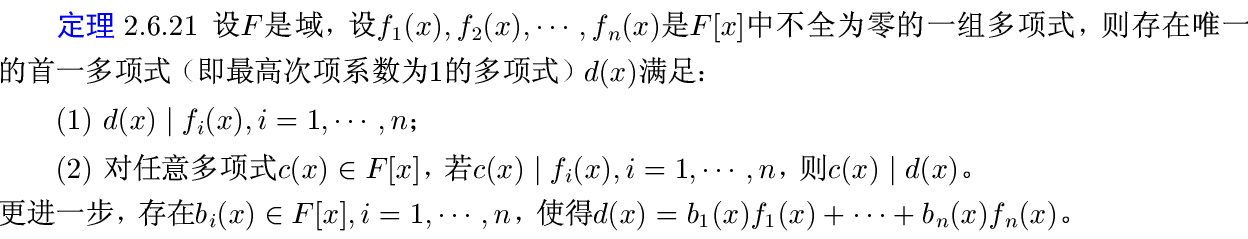 定理 2.6.21 设F是域，设f₁(x), f₂(x), ⋯ , fₙ(x)是F[x]中不全为零的一组多项式，则存在唯一
的首一多项式（即最高次项系数为1的多项式）d(x)满足：
(1) d(x) | fᵢ(x), i = 1, ⋯ , n；
(2) 对任意多项式c(x) ∈ F[x]，若c(x) | fᵢ(x), i = 1, ⋯ , n，则c(x) | d(x)。
更进一步，存在bᵢ(x) ∈ F[x], i = 1, ⋯ , n，使得d(x) = b₁(x)f₁(x) + ⋯ + bₙ(x)fₙ(x)。